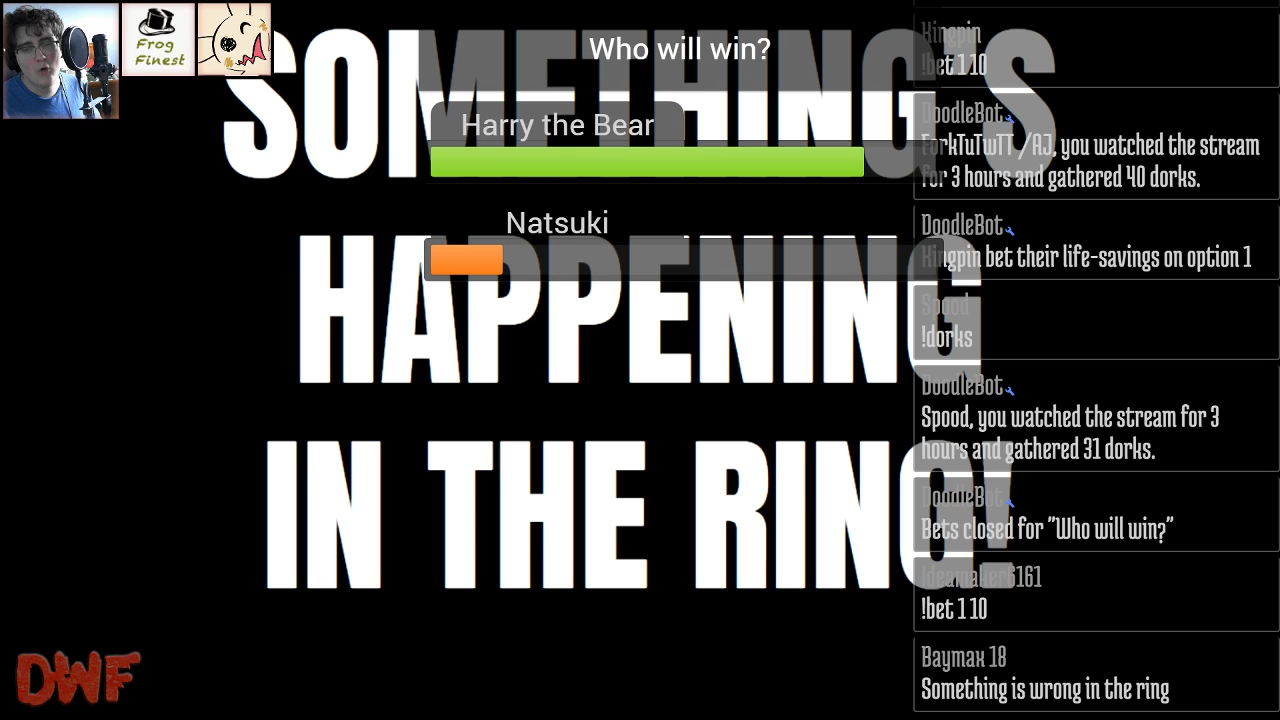 Frog
Finest
SOMETHING'S
HAPPENING
IN THE RING!
Who will win?
Harry the Bear
Natsuki
DWF
Kingpin
!bet 1 10
DoodleBot
ForkTuTwTT /AJ, you watched the stream
for 3 hours and gathered 40 dorks.
DoodleBot
Kingpin bet their life-savings on option 1
Spood
!dorks
DoodleBot
Spood, you watched the stream for 3
hours and gathered 31 dorks.
DoodleBot
Bets closed for "Who will win?"
Ideamaker6161
!bet 1 10
Baymax 18
Something is wrong in the ring